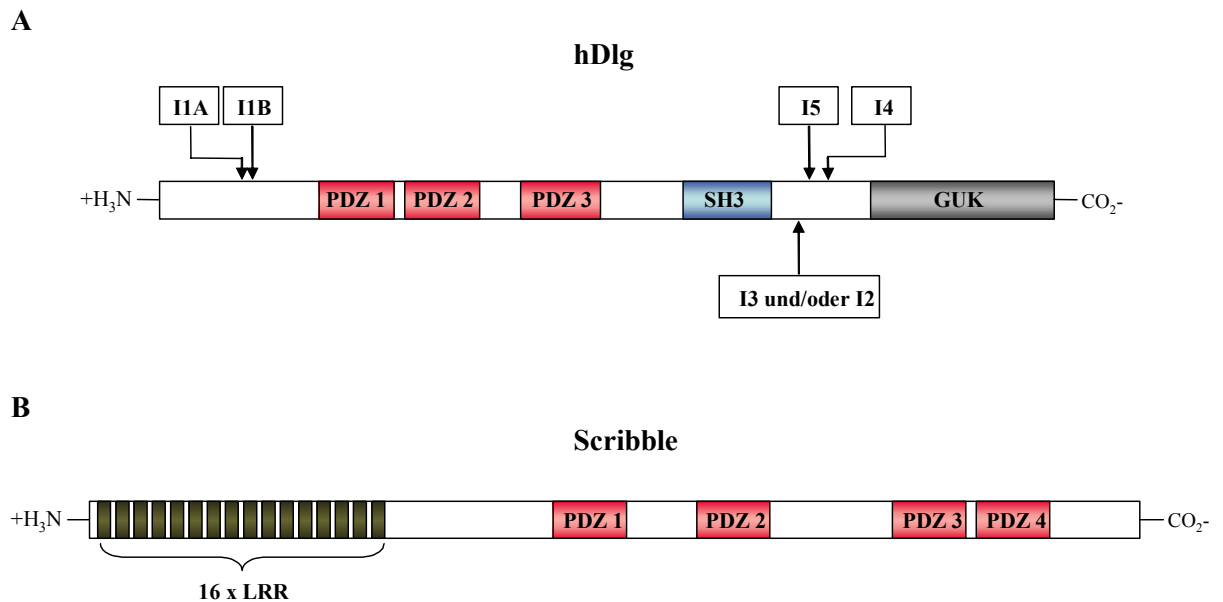 A
hDlg
I1A I1B I5 I4
+H₃N PDZ 1 PDZ 2 PDZ 3 SH3 GUK CO₂-
I3 und/oder I2
B
Scribble
+H₃N PDZ 1 PDZ 2 PDZ 3 PDZ 4 CO₂-
16 x LRR